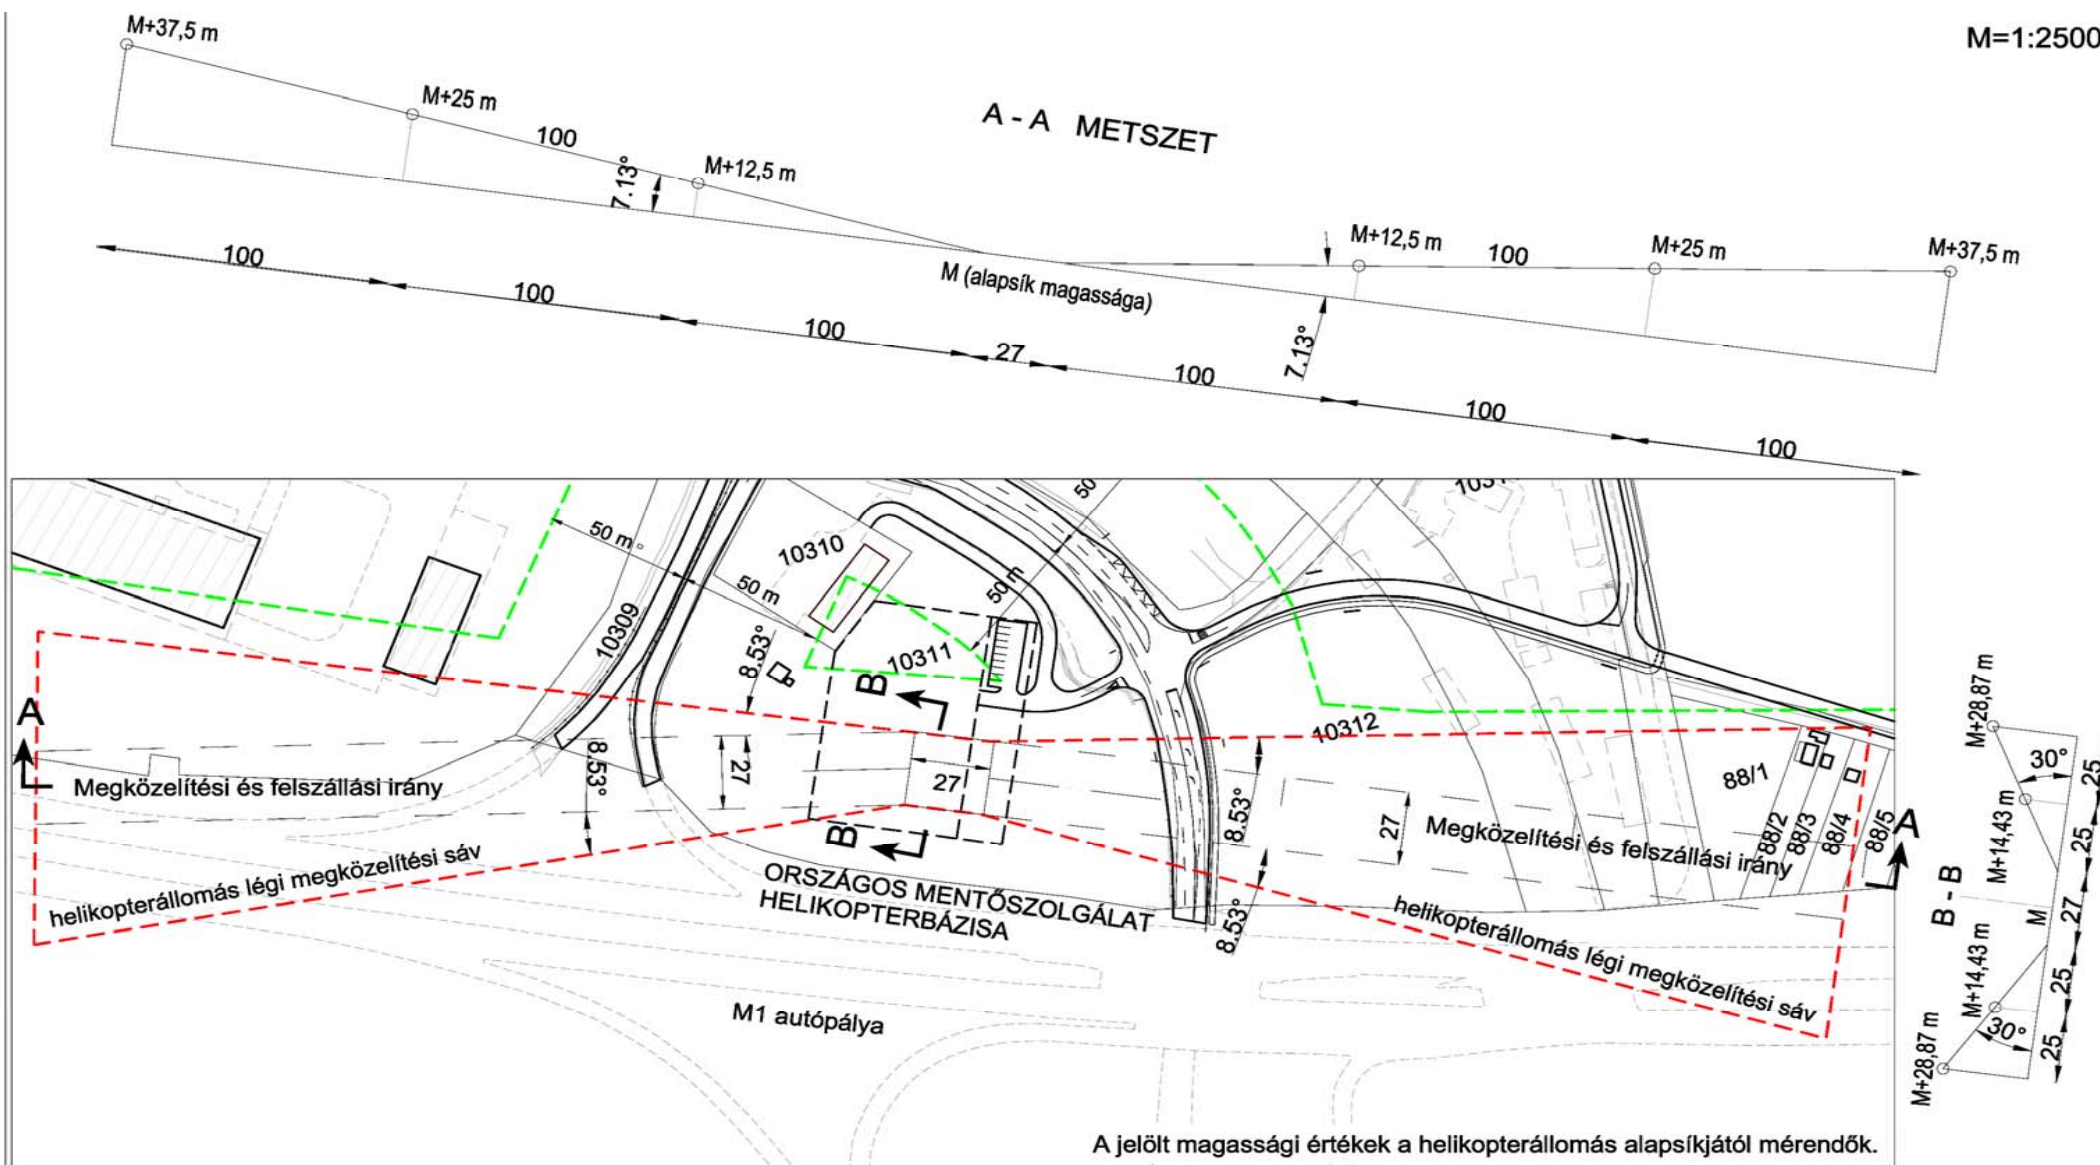 M=1:2500
M+37,5 m
M+25 m
100
M+12,5 m
7.13°
A - A METSZET
M (alapsík magassága)
M+12,5 m
100
M+25 m
M+37,5 m
7.13°
100
100
100
27
100
100
100
50 m
10310
50 m
10309
8.53°
50
50 m
10311
B
10312
A
8.53°
27
27
Megközelítési és felszállási irány
helikopterállomás légi megközelítési sáv
B
8.53°
27
8.53°
Megközelítési és felszállási irány
helikopterállomás légi megközelítési sáv
88/1
88/2
88/3
88/4
88/5
A
ORSZÁGOS MENTŐSZOLGÁLAT
HELIKOPTERBÁZISA
M1 autópálya
M+28,87 m
30°
25
M+14,43 m
25
B - B
M
27
M+14,43 m
25
30°
25
M+28,87 m
A jelölt magassági értékek a helikopterállomás alapsíkjától mérendők.